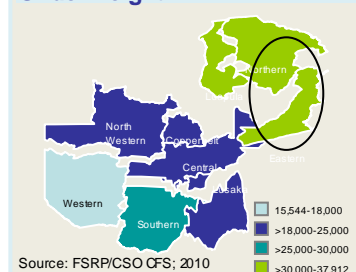 Northern
Luapula
North
Western
Copperbelt
Central
Eastern
Lusaka
Western
Southern
15,544-18,000
>18,000-25,000
>25,000-30,000
>30,000-37,912
Source: FSRP/CSO CFS; 2010